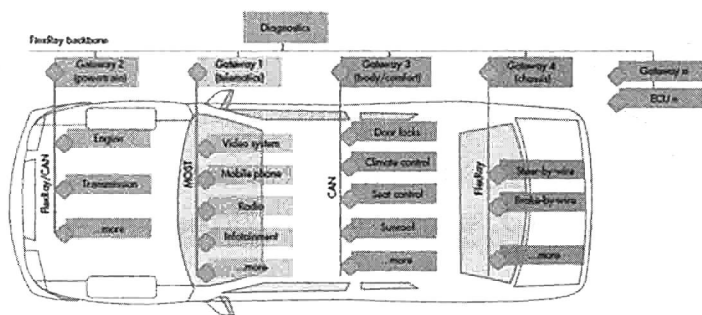 Diagnostics
FlexRay backbone
Gateway 2
(powertrain)
Gateway 1
(telematics)
Gateway 3
(body/comfort)
Gateway 4
(chassis)
Gateway n
ECU n
FlexRay/CAN
Engine
Transmission
...more
MOST
Video system
Mobile phone
Radio
Infotainment
...more
CAN
Door locks
Climate control
Seat control
Sunroof
...more
FlexRay
Steer-by-wire
Brake-by-wire
...more